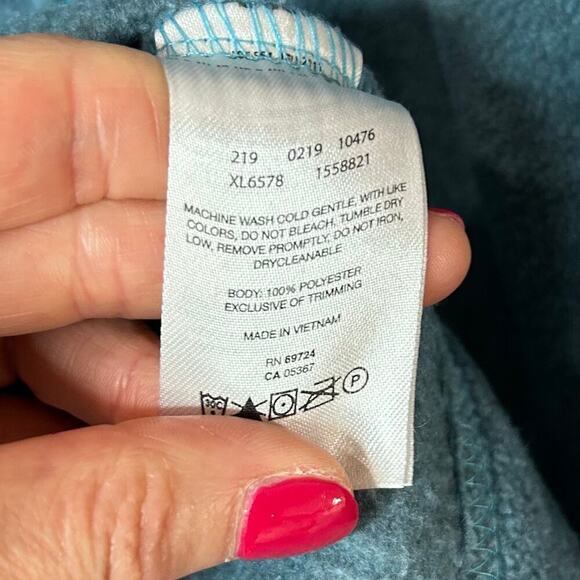 219 0219 10476
XL6578 1558821
MACHINE WASH COLD GENTLE, WITH LIKE
COLORS, DO NOT BLEACH, TUMBLE DRY
LOW, REMOVE PROMPTLY, DO NOT IRON,
DRYCLEANABLE
BODY: 100% POLYESTER
EXCLUSIVE OF TRIMMING
MADE IN VIETNAM
RN 69724
CA 05367
30C P